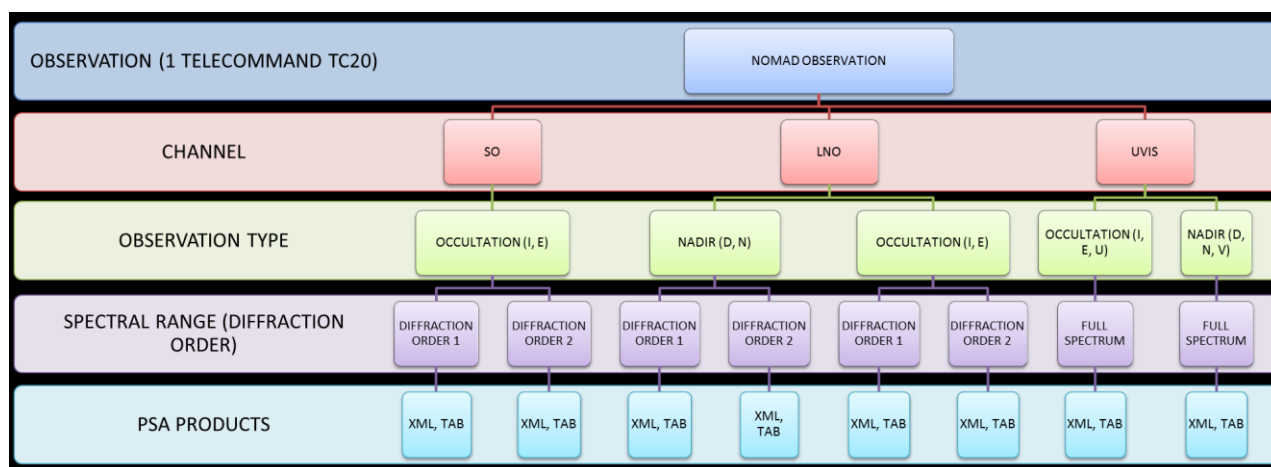 OBSERVATION (1 TELECOMMAND TC20)
NOMAD OBSERVATION
CHANNEL
SO
LNO
UVIS
OBSERVATION TYPE
OCCULTATION (I, E)
NADIR (D, N)
OCCULTATION (I, E)
OCCULTATION (I,
E, U)
NADIR (D,
N, V)
SPECTRAL RANGE (DIFFRACTION
ORDER)
DIFFRACTION
ORDER 1
DIFFRACTION
ORDER 2
DIFFRACTION
ORDER 1
DIFFRACTION
ORDER 2
DIFFRACTION
ORDER 1
DIFFRACTION
ORDER 2
FULL
SPECTRUM
FULL
SPECTRUM
PSA PRODUCTS
XML, TAB
XML, TAB
XML, TAB
XML,
TAB
XML, TAB
XML, TAB
XML, TAB
XML, TAB